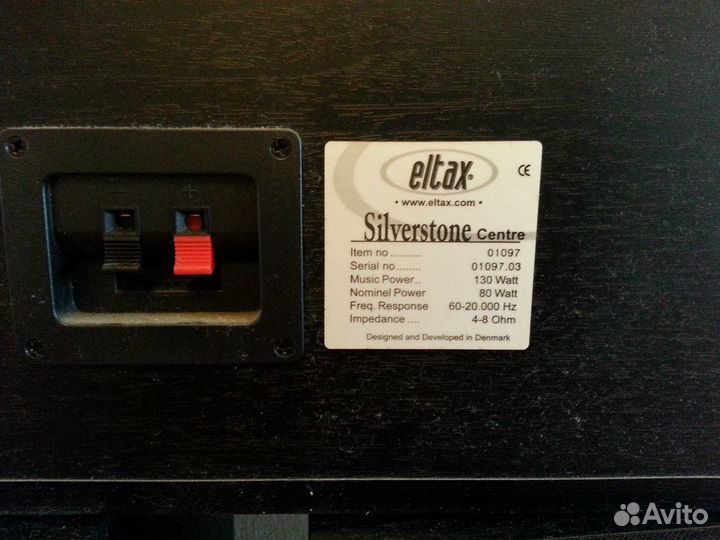 - +
eltax®
CE
• www.eltax.com •
Silverstone Centre
Item no .......... 01097
Serial no........ 01097.03
Music Power.. 130 Watt
Nominel Power 80 Watt
Freq. Response 60-20.000 Hz
Impedance .... 4-8 Ohm
Designed and Developed in Denmark
Avito